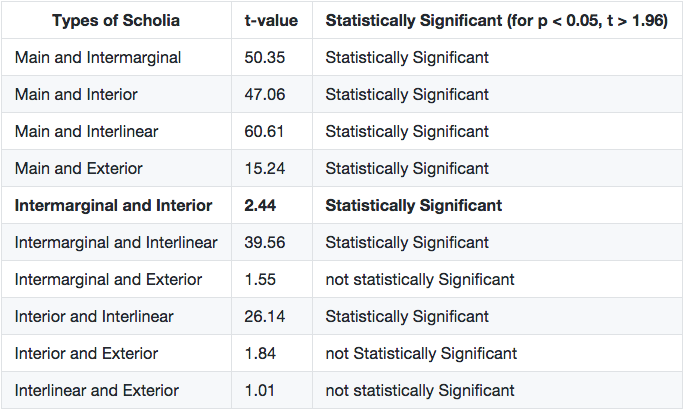 Types of Scholia t-value Statistically Significant (for p < 0.05, t > 1.96)
Main and Intermarginal 50.35 Statistically Significant
Main and Interior 47.06 Statistically Significant
Main and Interlinear 60.61 Statistically Significant
Main and Exterior 15.24 Statistically Significant
Intermarginal and Interior 2.44 Statistically Significant
Intermarginal and Interlinear 39.56 Statistically Significant
Intermarginal and Exterior 1.55 not statistically Significant
Interior and Interlinear 26.14 Statistically Significant
Interior and Exterior 1.84 not Statistically Significant
Interlinear and Exterior 1.01 not statistically Significant